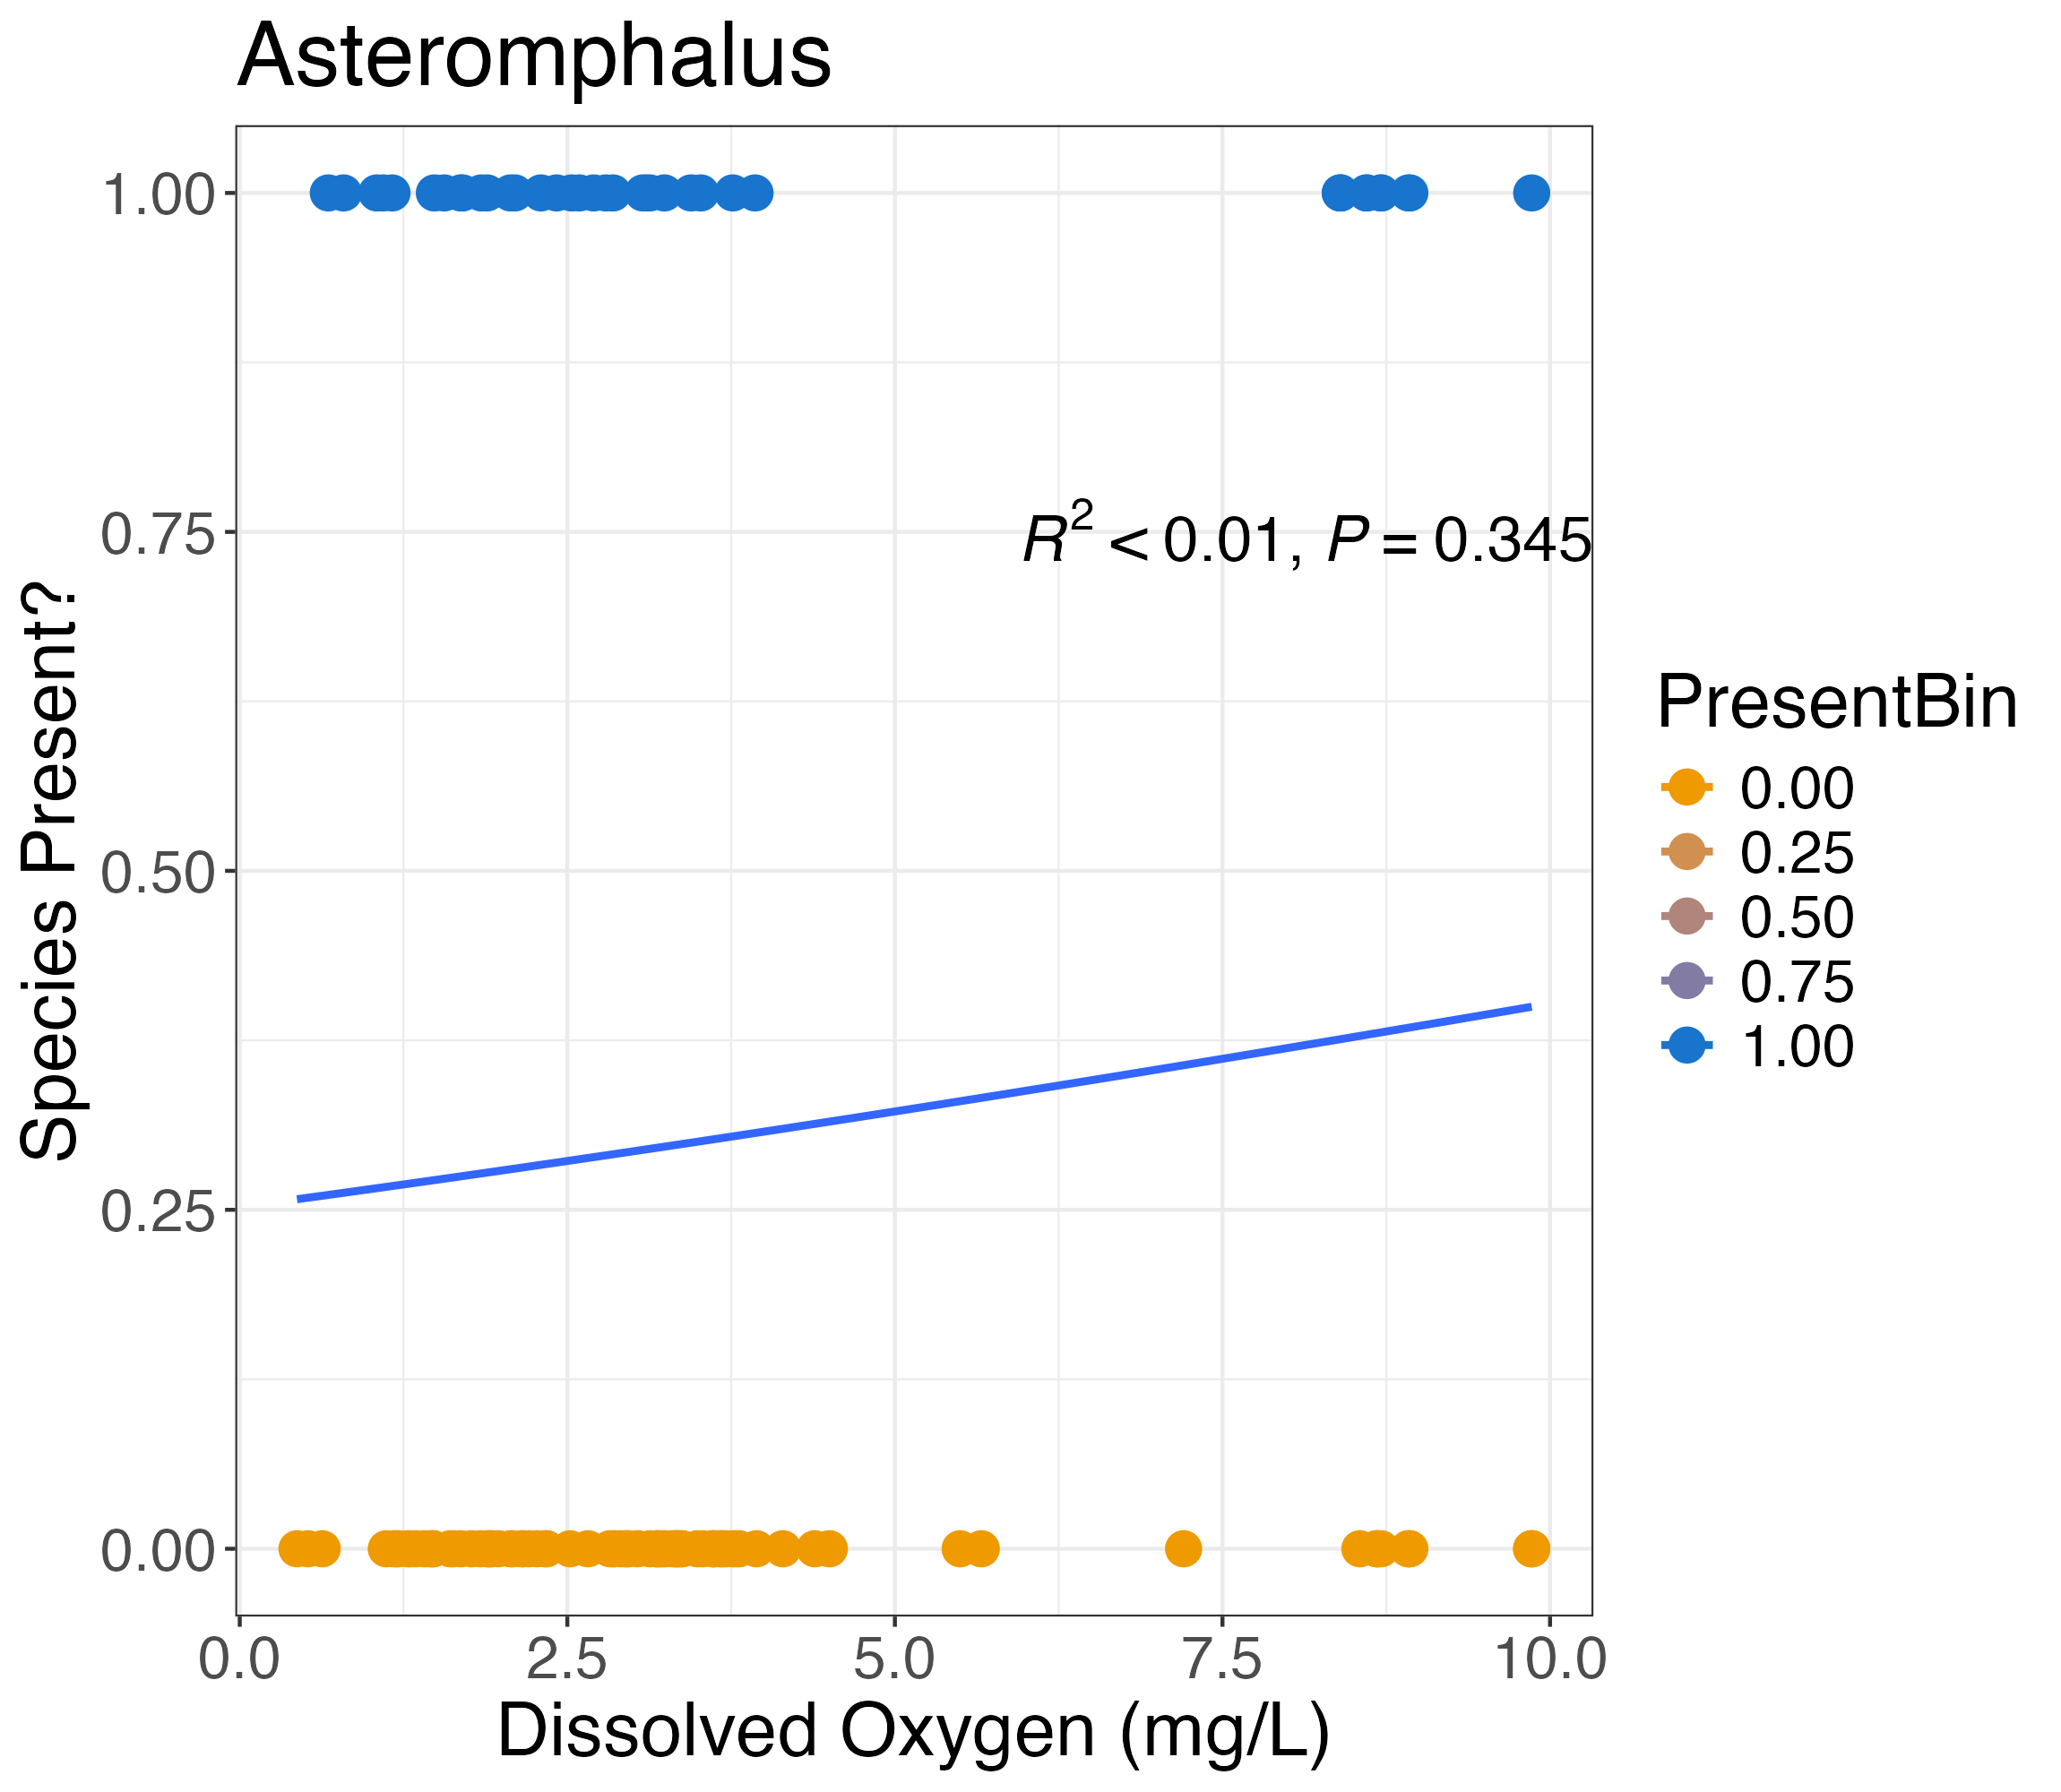 Asteromphalus
1.00
0.75
0.50
0.25
0.00
Species Present?
R² < 0.01, P = 0.345
0.0 2.5 5.0 7.5 10.0
Dissolved Oxygen (mg/L)
PresentBin
0.00
0.25
0.50
0.75
1.00